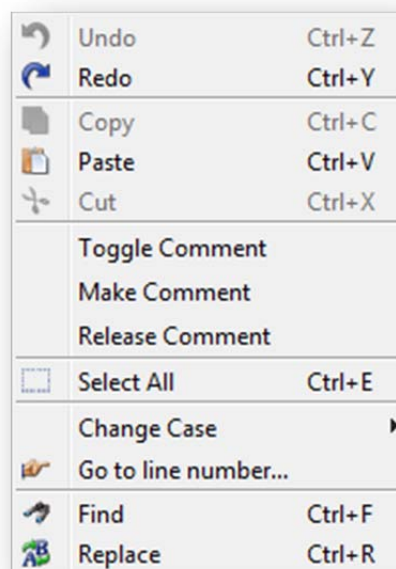 Undo Ctrl+Z
Redo Ctrl+Y
Copy Ctrl+C
Paste Ctrl+V
Cut Ctrl+X
Toggle Comment
Make Comment
Release Comment
Select All Ctrl+E
Change Case
Go to line number...
Find Ctrl+F
Replace Ctrl+R